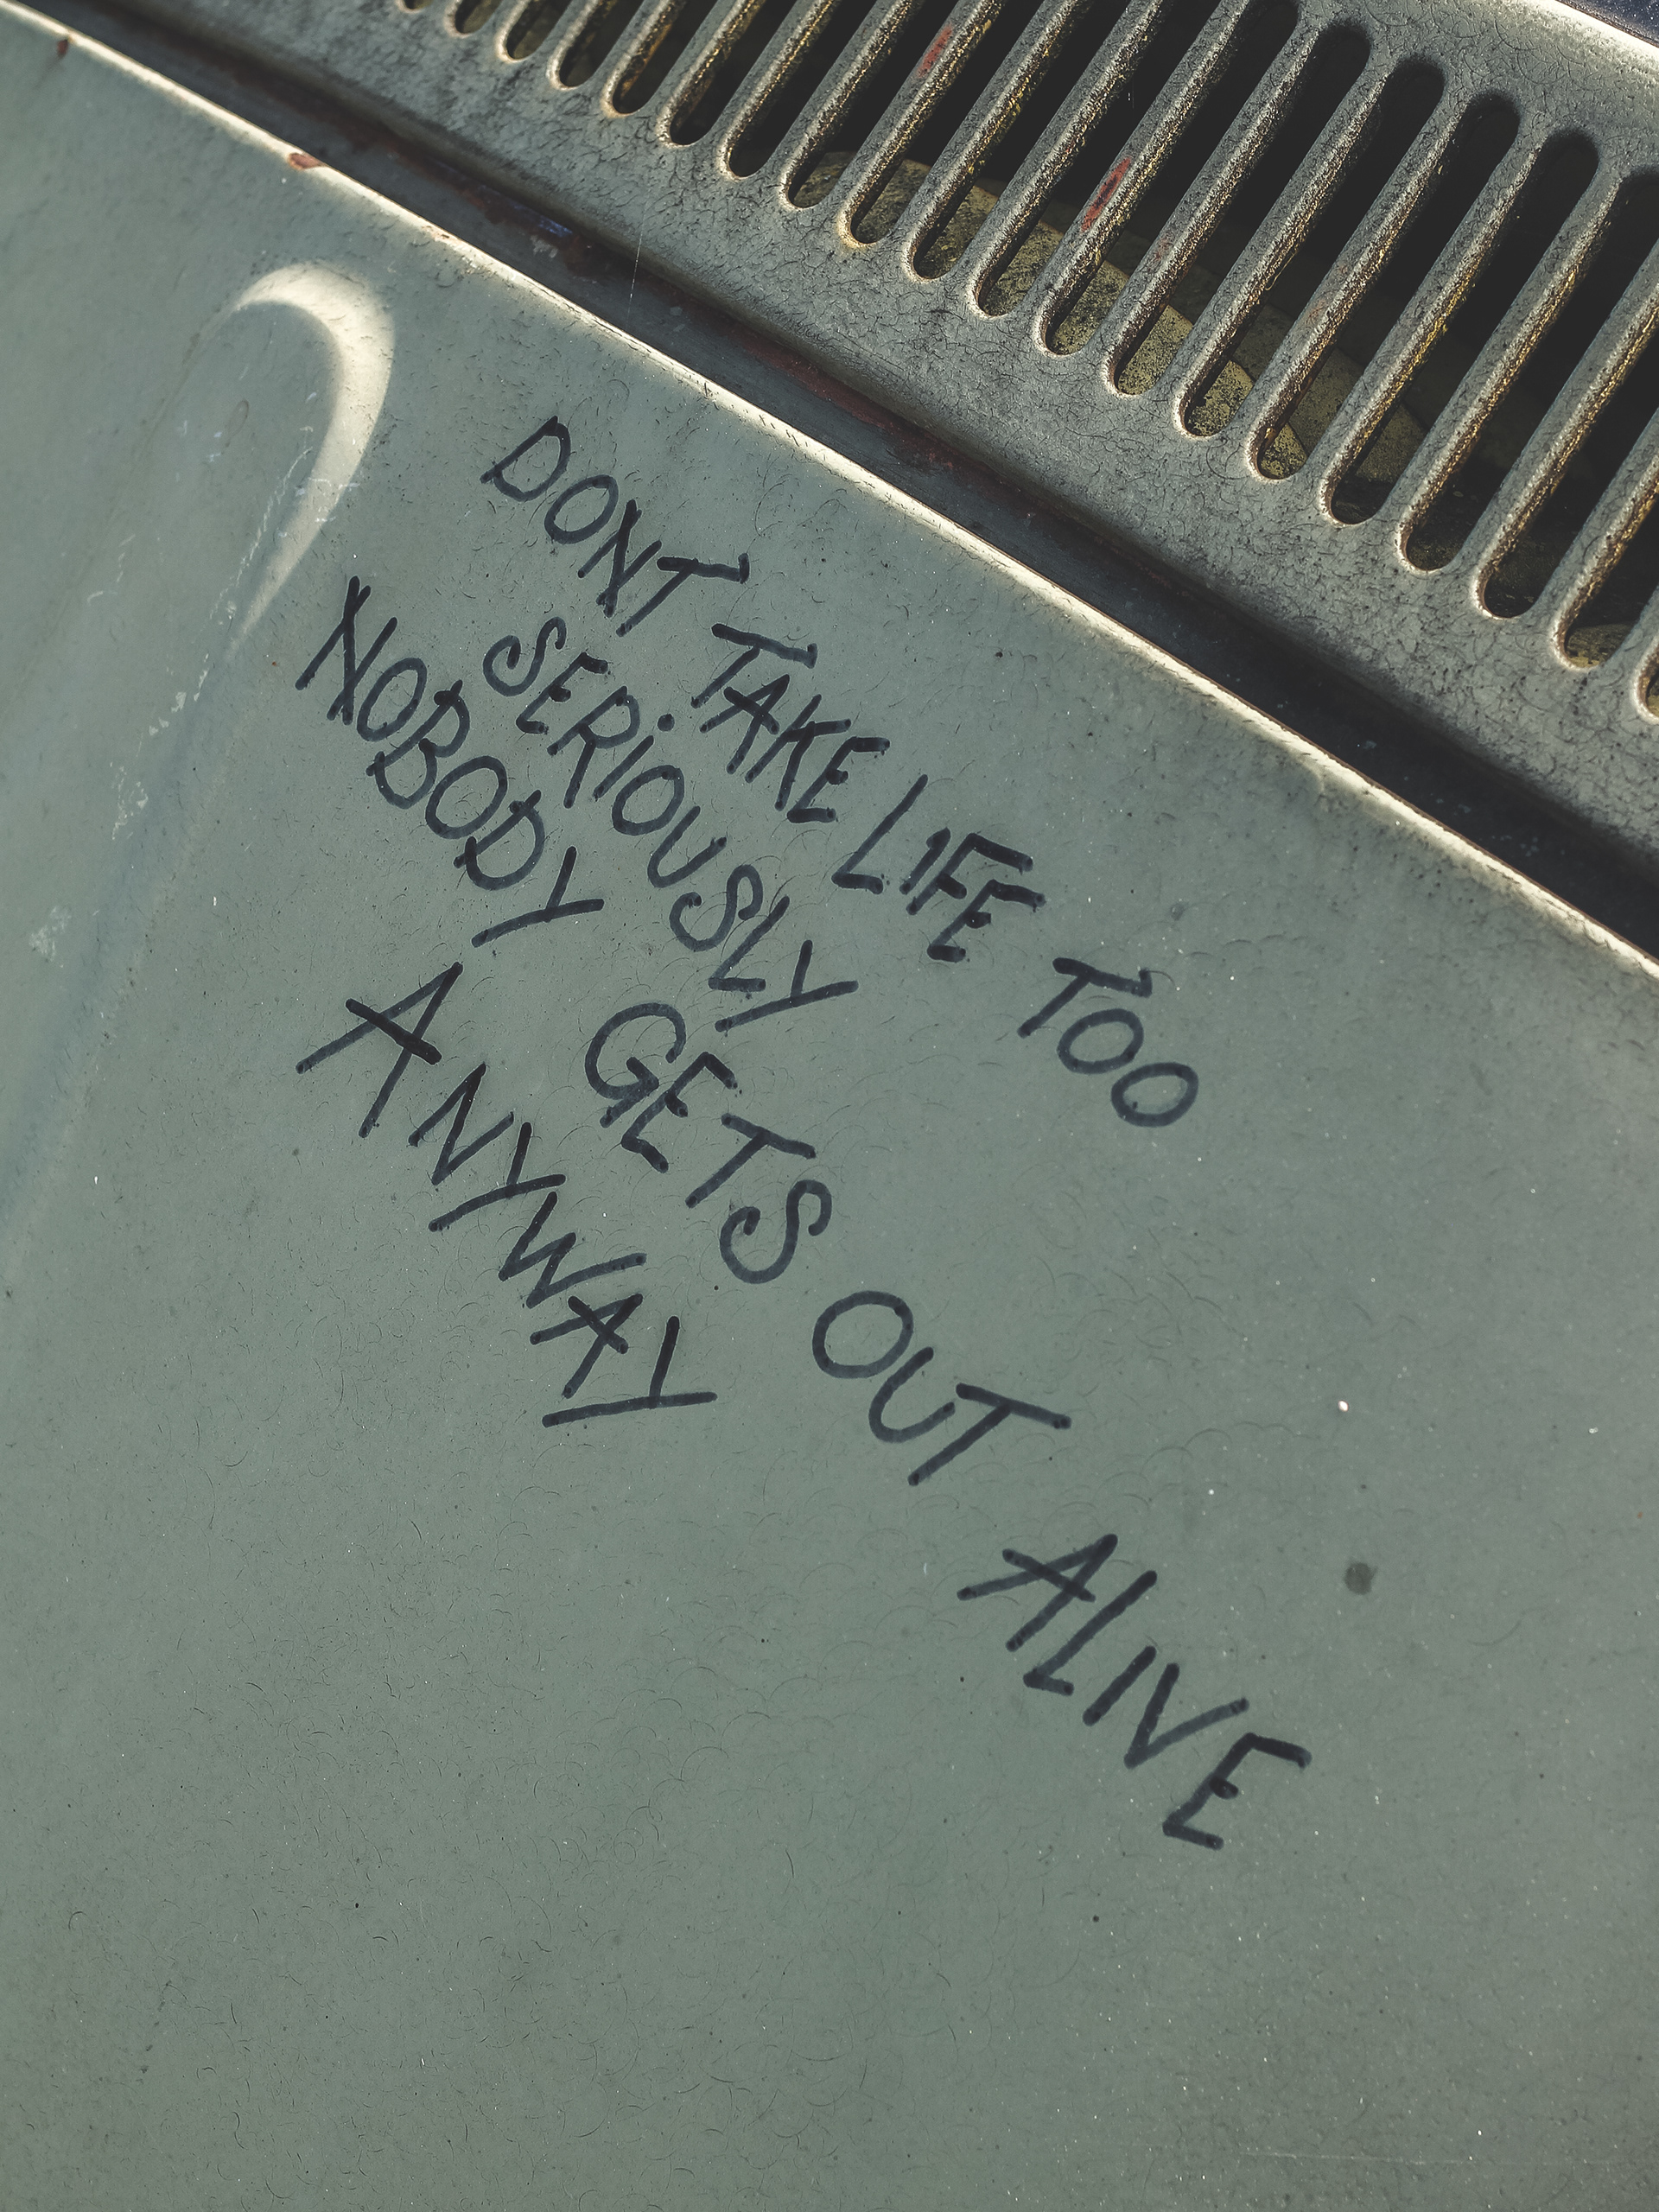 DONT TAKE LIFE TOO
SERiOUSLY
NOBODY GETS OUT ALIVE
ANYWAY